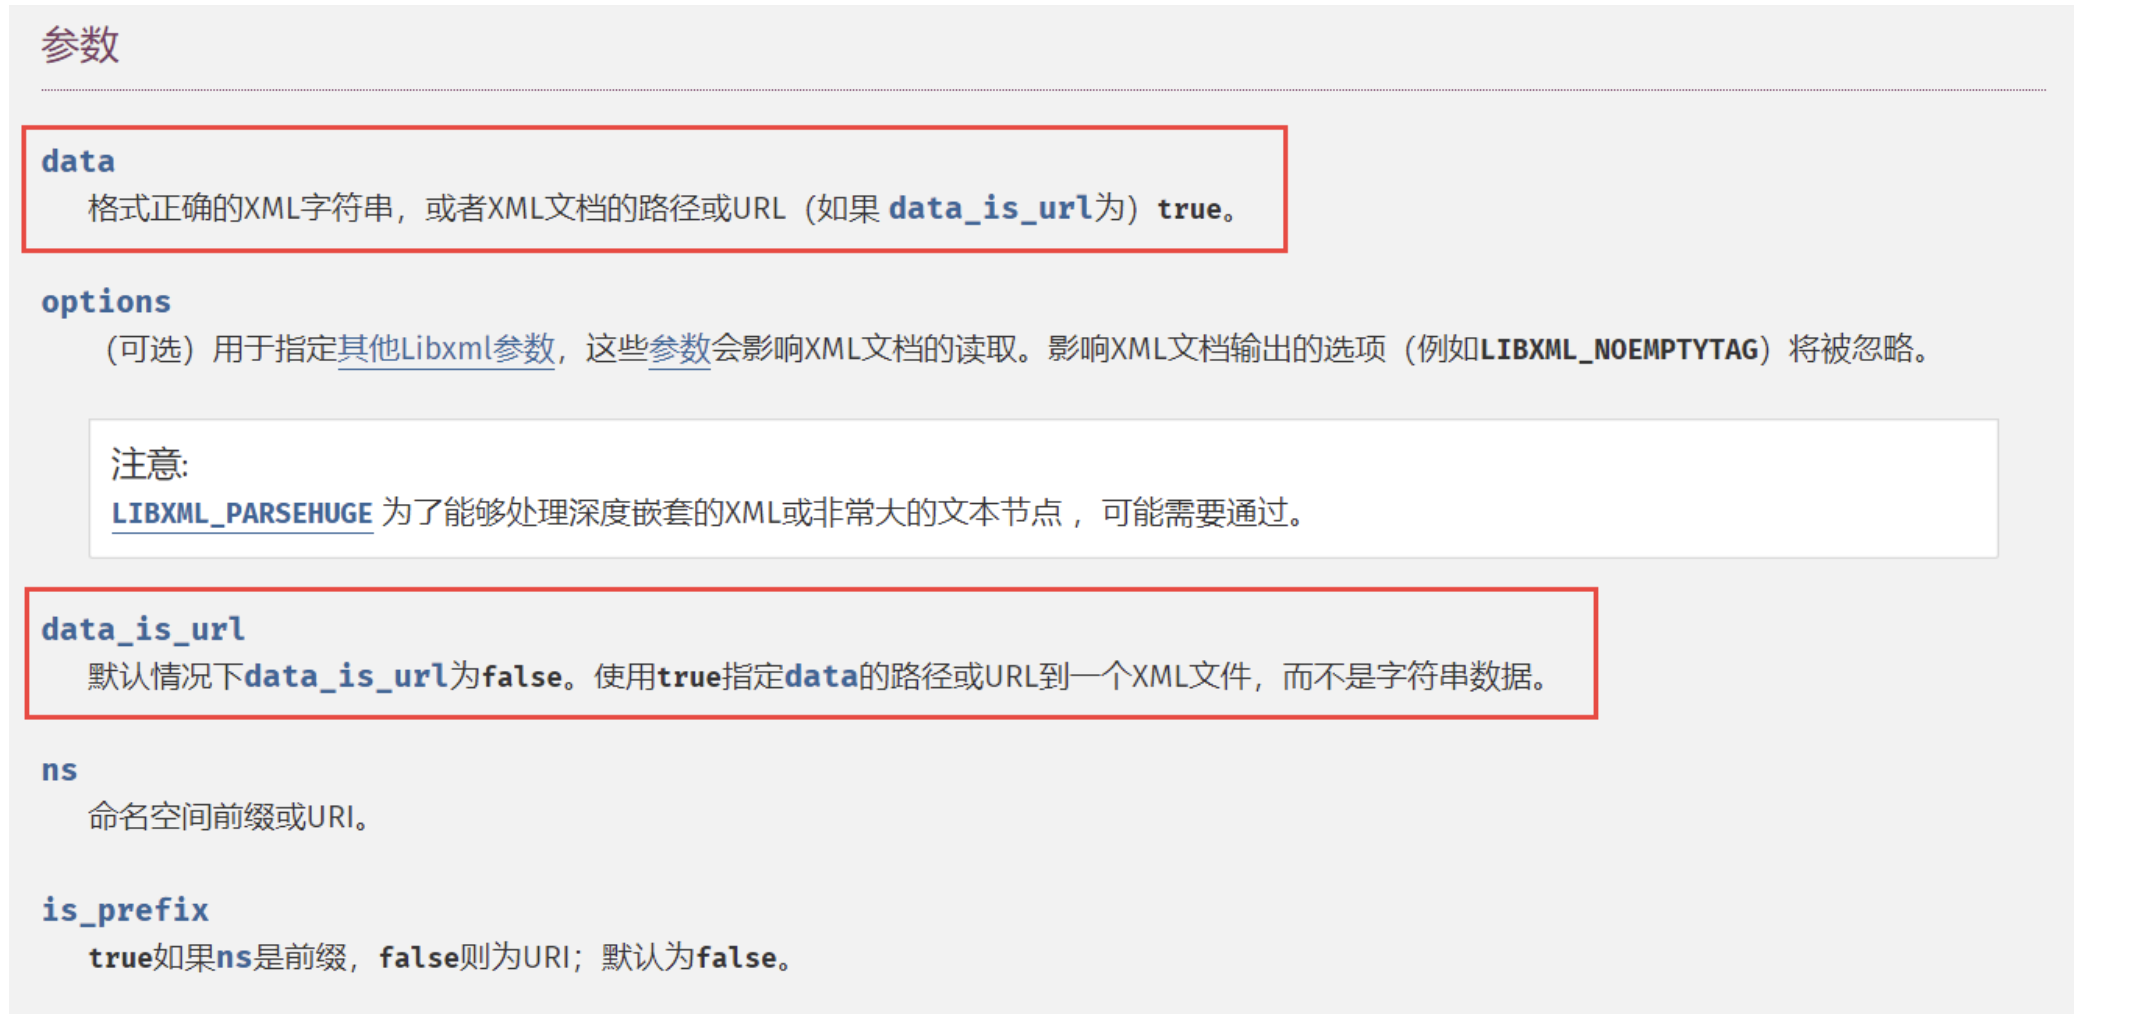 参数
data
格式正确的XML字符串，或者XML文档的路径或URL（如果 data_is_url为）true。
options
（可选）用于指定其他Libxml参数，这些参数会影响XML文档的读取。影响XML文档输出的选项（例如LIBXML_NOEMPTYTAG）将被忽略。
注意:
LIBXML_PARSEHUGE 为了能够处理深度嵌套的XML或非常大的文本节点 ，可能需要通过。
data_is_url
默认情况下data_is_url为false。使用true指定data的路径或URL到一个XML文件，而不是字符串数据。
ns
命名空间前缀或URI。
is_prefix
true如果ns是前缀，false则为URI；默认为false。